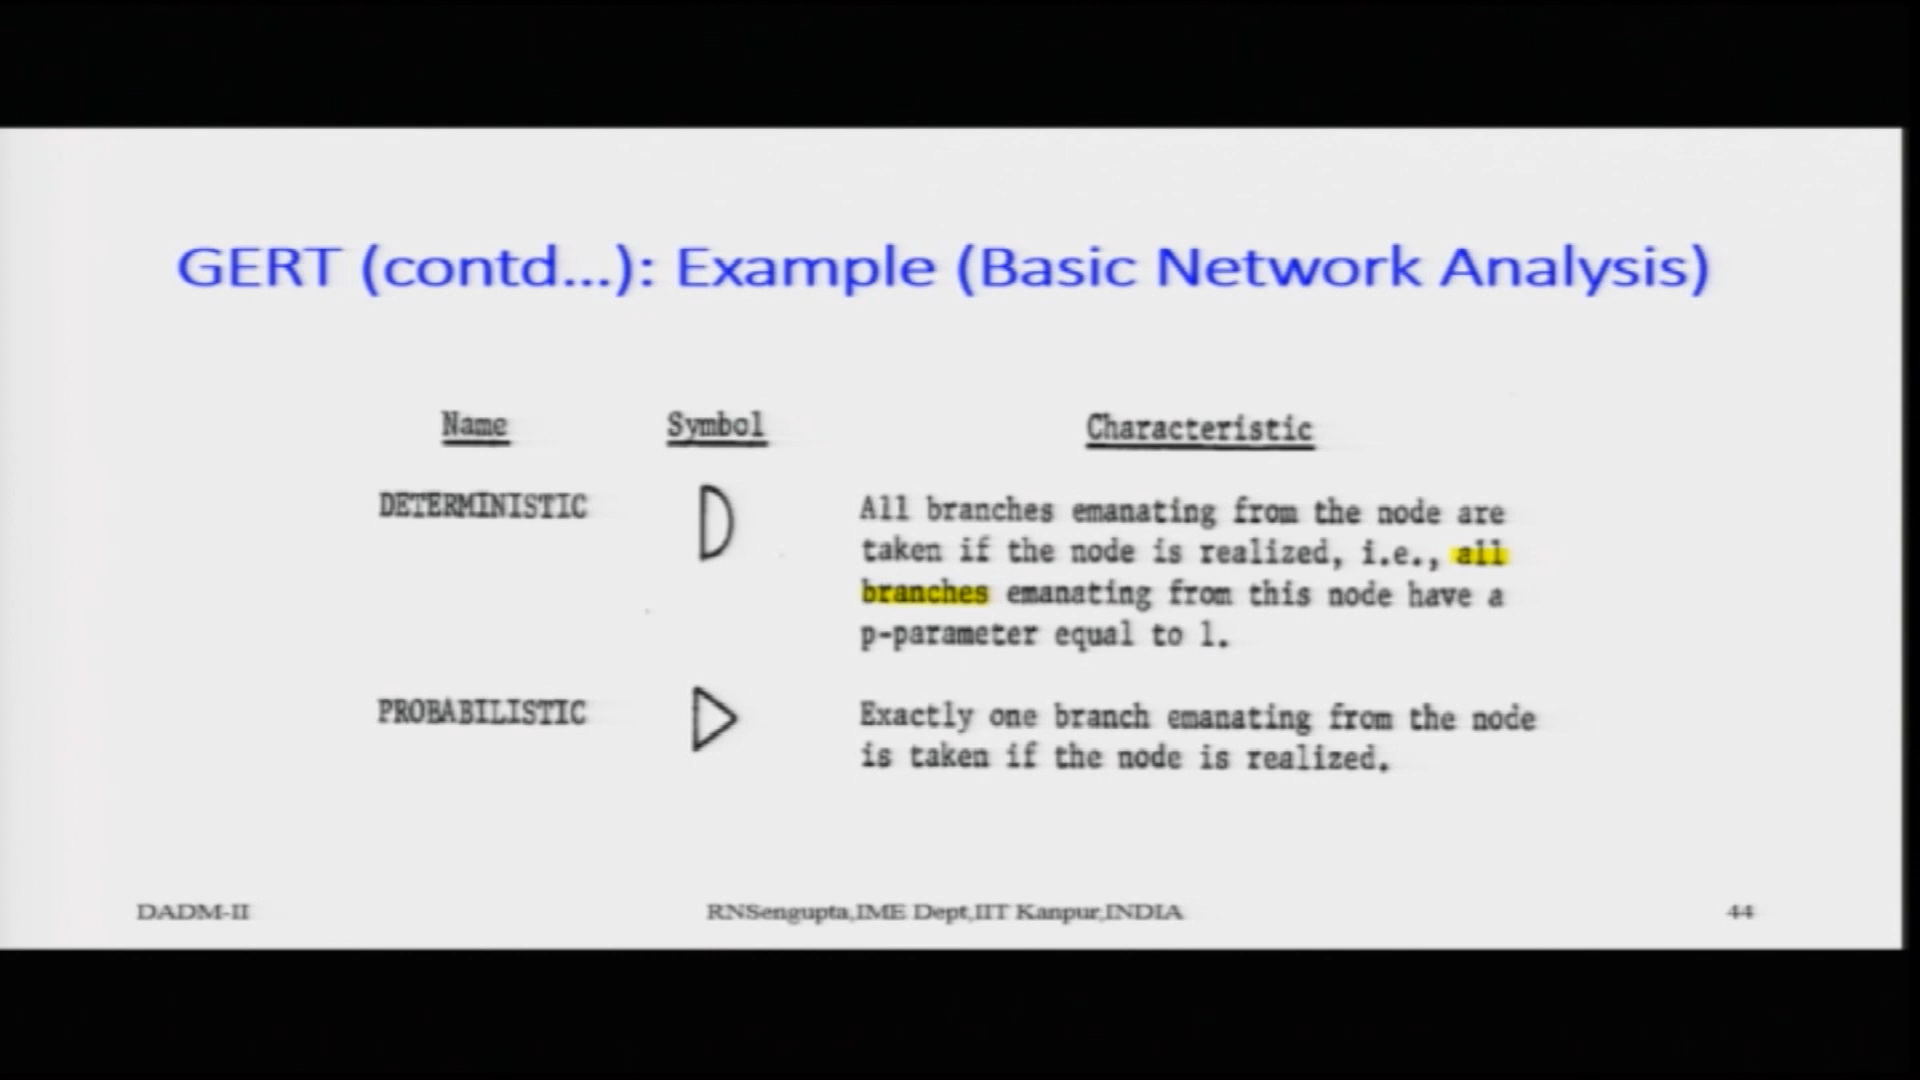 GERT (contd...): Example (Basic Network Analysis)
Name Symbol Characteristic
DETERMINISTIC All branches emanating from the node are
taken if the node is realized, i.e., all
branches emanating from this node have a
p-parameter equal to 1.
PROBABILISTIC Exactly one branch emanating from the node
is taken if the node is realized.
DADM-II RNSengupta,IME Dept,IIT Kanpur,INDIA 44